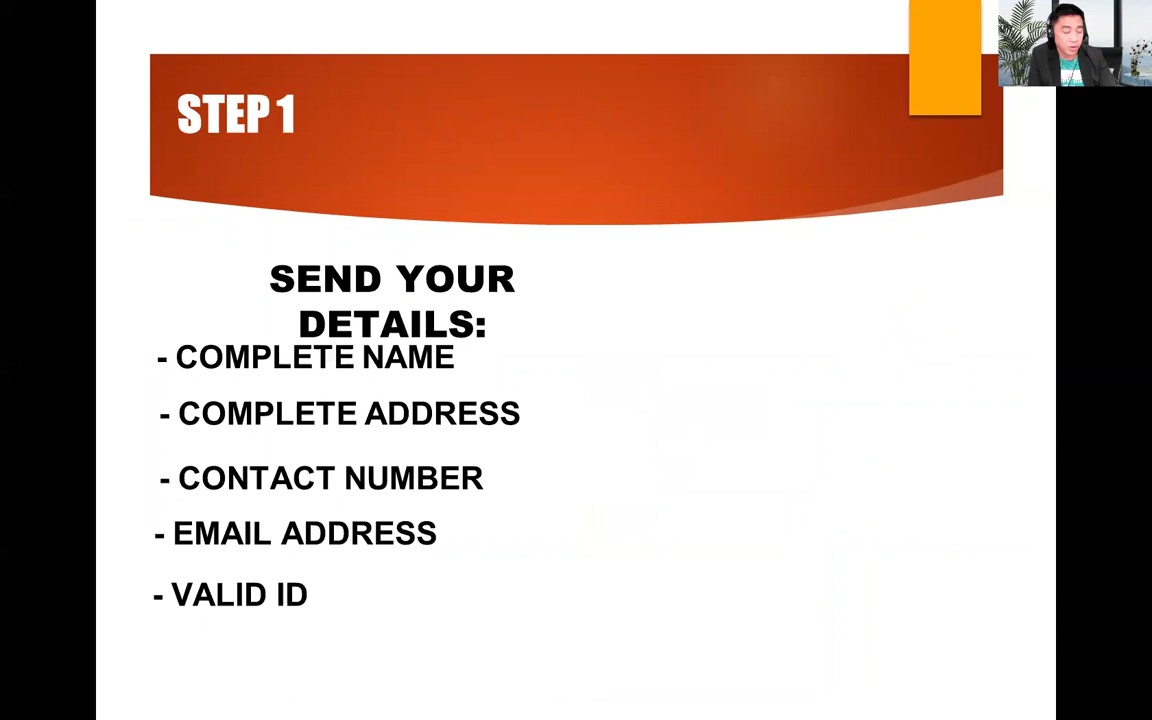 STEP 1
SEND YOUR
DETAILS:
- COMPLETE NAME
- COMPLETE ADDRESS
- CONTACT NUMBER
- EMAIL ADDRESS
- VALID ID